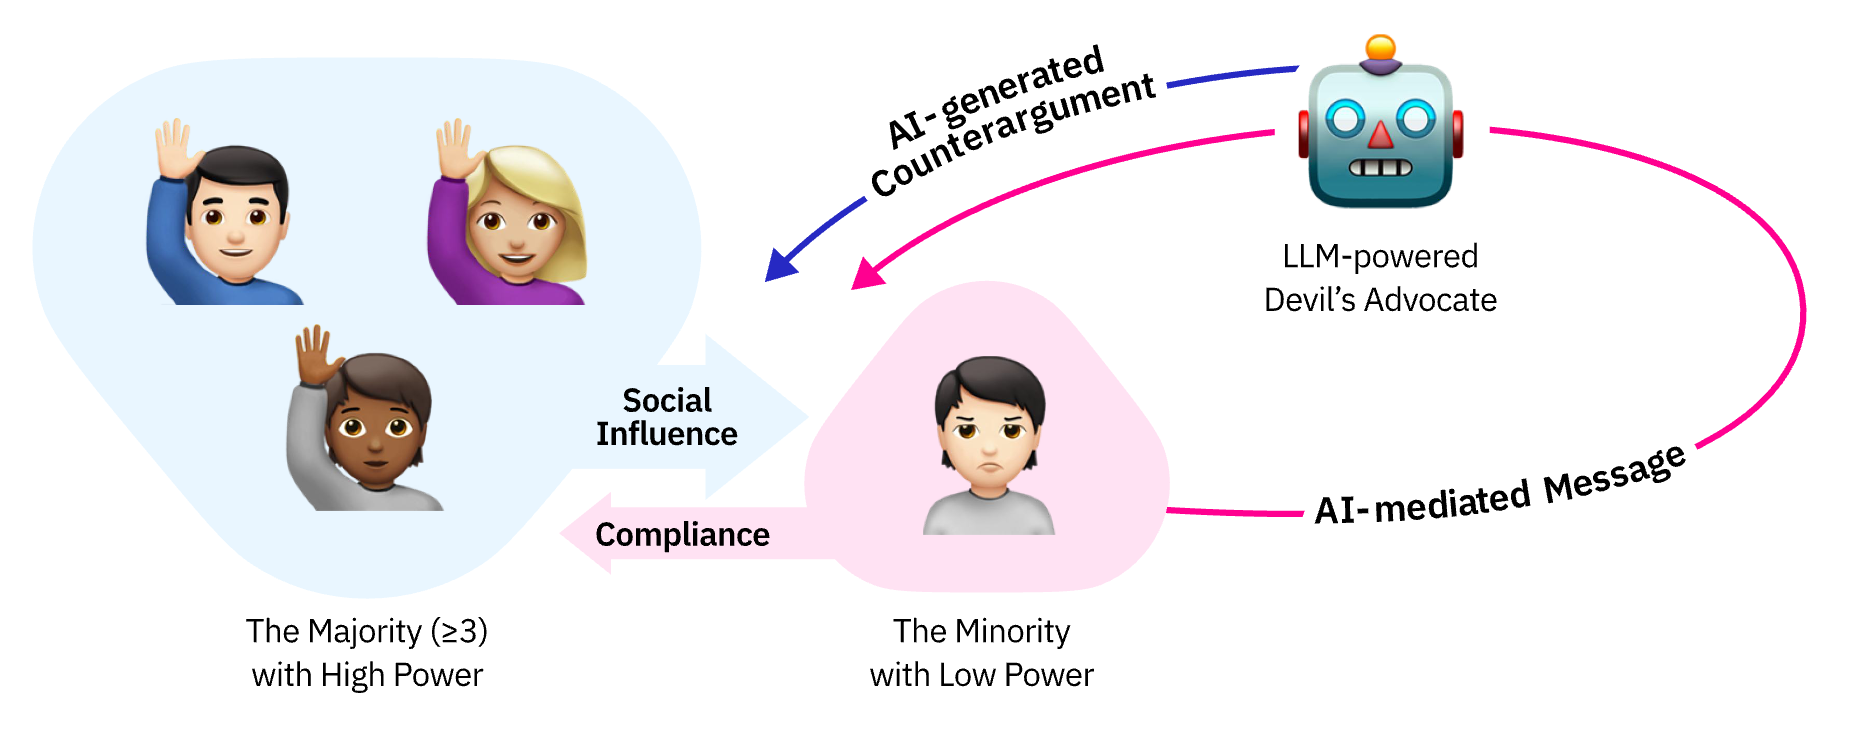 AI-generated
Counterargument
LLM-powered
Devil’s Advocate
Social
Influence
Compliance
AI-mediated Message
The Majority (≥3)
with High Power
The Minority
with Low Power